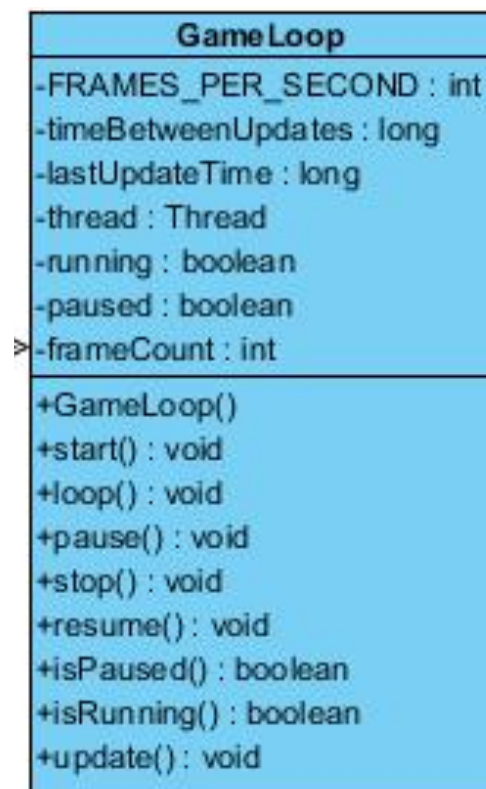 GameLoop
-FRAMES_PER_SECOND : int
-timeBetweenUpdates : long
-lastUpdateTime : long
-thread : Thread
-running : boolean
-paused : boolean
-frameCount : int
+GameLoop()
+start() : void
+loop() : void
+pause() : void
+stop() : void
+resume() : void
+isPaused() : boolean
+isRunning() : boolean
+update() : void